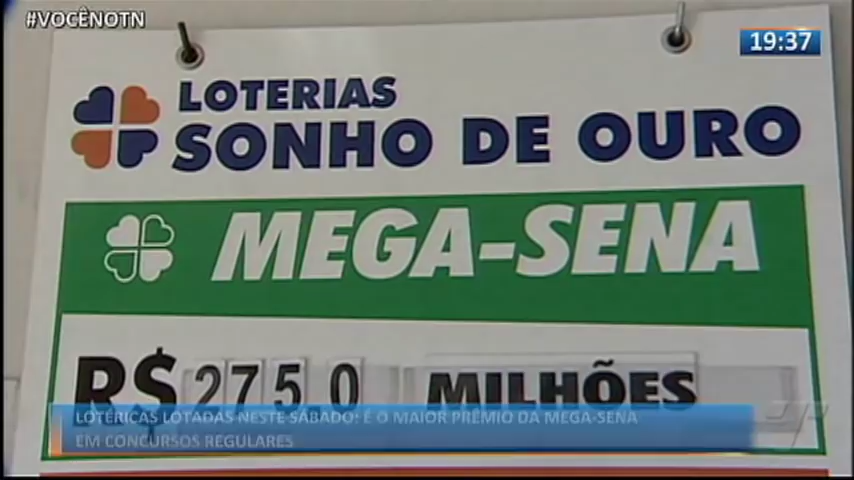 #VOCÊNOTN
19:37
LOTERIAS
SONHO DE OURO
MEGA-SENA
R$ 275 0 MILHÕES
LOTÉRICAS LOTADAS NESTE SÁBADO: É O MAIOR PRÊMIO DA MEGA-SENA
EM CONCURSOS REGULARES